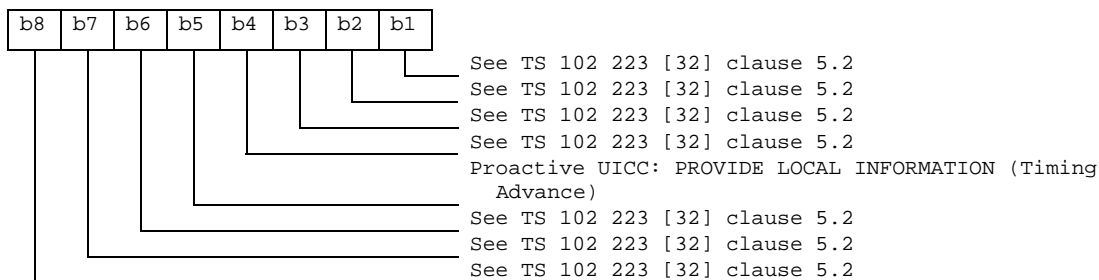 b8 b7 b6 b5 b4 b3 b2 b1
See TS 102 223 [32] clause 5.2
See TS 102 223 [32] clause 5.2
See TS 102 223 [32] clause 5.2
See TS 102 223 [32] clause 5.2
Proactive UICC: PROVIDE LOCAL INFORMATION (Timing
Advance)
See TS 102 223 [32] clause 5.2
See TS 102 223 [32] clause 5.2
See TS 102 223 [32] clause 5.2